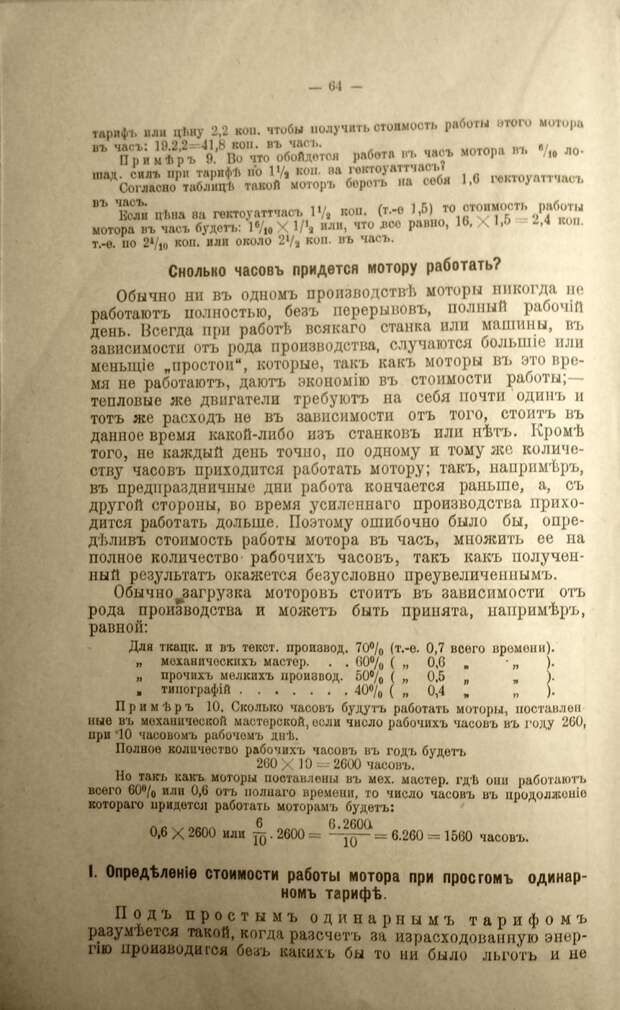 — 64 —
тарифъ или цѣну 2,2 коп. чтобы получить стоимость работы этого мотора
въ часъ: 19.2,2=41,8 коп. въ часъ.
Примѣръ 9. Во что обойдется работа въ часъ мотора въ 6/10 ло-
шад. силъ при тарифѣ по 1½ коп. за гектоуаттчасъ?
Согласно таблицѣ такой моторъ беретъ на себя 1,6 гектоуаттчасъ
въ часъ.
Если цѣна за гектоуаттчасъ 1½ коп. (т.-е 1,5) то стоимость работы
мотора въ часъ будетъ: 1⁶/₁₀ × 1/½ или, что все равно, 16, × 1,5 = 2,4 коп.
т.-е. по 2⁴/₁₀ коп. или около 2½ коп. въ часъ.
Сколько часовъ придется мотору работать?
Обычно ни въ одномъ производствѣ моторы никогда не
работаютъ полностью, безъ перерывовъ, полный рабочій
день. Всегда при работѣ всякаго станка или машины, въ
зависимости отъ рода производства, случаются большіе или
меньщіе „простои", которые, такъ какъ моторы въ это вре-
мя не работаютъ, даютъ экономію въ стоимости работы;—
тепловые же двигатели требуютъ на себя почти одинъ и
тотъ же расходъ не въ зависимости отъ того, стоитъ въ
данное время какой-либо изъ станковъ или нѣтъ. Кромѣ
того, не каждый день точно, по одному и тому же количе-
ству часовъ приходится работать мотору; такъ, напримѣръ,
въ предпраздничные дни работа кончается раньше, а, съ
другой стороны, во время усиленнаго производства прихо-
дится работать дольше. Поэтому ошибочно было бы, опре-
дѣливъ стоимость работы мотора въ часъ, множить ее на
полное количество рабочихъ часовъ, такъ какъ получен-
ный результатъ окажется безусловно преувеличеннымъ.
Обычно загрузка моторовъ стоитъ въ зависимости отъ
рода производства и можетъ быть принята, напримѣръ,
равной:
Для ткацк. и въ текст. производ. 70% (т.-е. 0,7 всего времени).
„ механическихъ мастер. . . 60% ( „ 0,6 „ „ ).
„ прочихъ мелкихъ производ. 50% ( „ 0,5 „ „ ).
„ типографій . . . . . . . 40% ( „ 0,4 „ „ ).
Примѣръ 10. Сколько часовъ будутъ работать моторы, поставлен
ные въ механической мастерской, если число рабочихъ часовъ въ году 260,
при 10 часовомъ рабочемъ днѣ.
Полное количество рабочихъ часовъ въ годъ будетъ
260 × 10 = 2600 часовъ.
Но такъ какъ моторы поставлены въ мех. мастер. гдѣ они работаютъ
всего 60% или 0,6 отъ полнаго времени, то число часовъ въ продолженіе
котораго придется работать моторамъ будетъ:
0,6 × 2600 или 6/10 . 2600 = 6.2600/10 = 6.260 = 1560 часовъ.
I. Опредѣленіе стоимости работы мотора при простомъ одинар-
номъ тарифѣ.
Подъ простымъ одинарнымъ тарифомъ
разумѣется такой, когда разсчетъ за израсходованную энер-
гію производится безъ какихъ бы то ни было льготъ и не